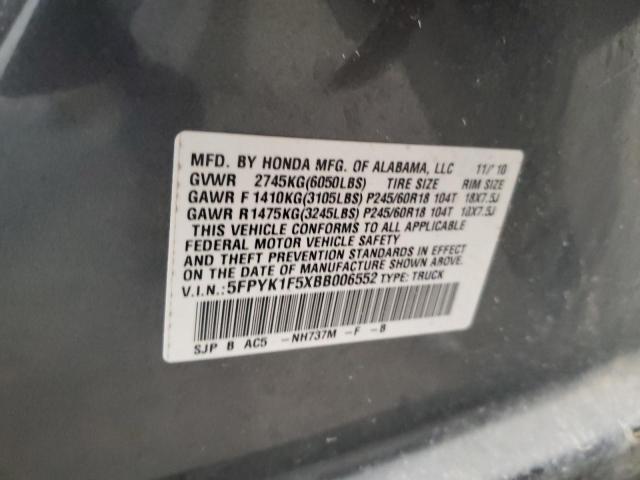 MFD. BY HONDA MFG. OF ALABAMA, LLC 11/10
GVWR 2745KG(6050LBS) TIRE SIZE RIM SIZE
GAWR F 1410KG(3105LBS) P245/60R18 104T 18X7.5J
GAWR R 1475KG(3245LBS) P245/60R18 104T 18X7.5J
THIS VEHICLE CONFORMS TO ALL APPLICABLE
FEDERAL MOTOR VEHICLE SAFETY
AND THEFT PREVENTION STANDARDS IN EFFECT
ON THE DATE OF MANUFACTURE SHOWN ABOVE.
V.I.N.: 5FPYK1F5XBB006552 TYPE: TRUCK
SJP B AC5 -NH737M -F -B